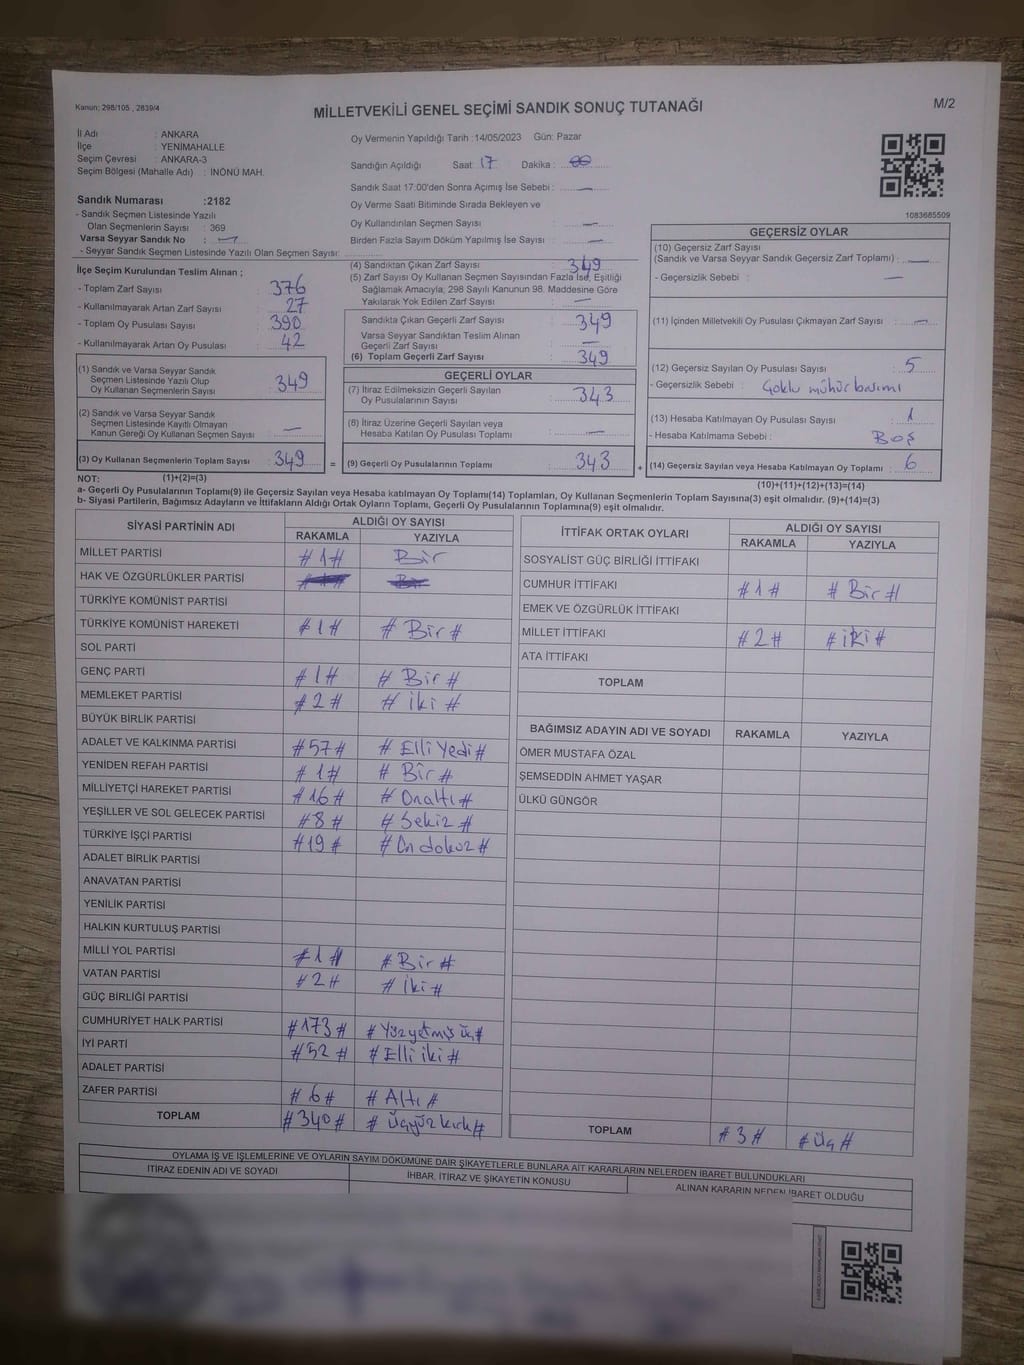 Kanun: 298/105 , 2839/4
MİLLETVEKİLİ GENEL SEÇİMİ SANDIK SONUÇ TUTANAĞI
M/2
İl Adı : ANKARA
İlçe : YENİMAHALLE
Seçim Çevresi : ANKARA-3
Seçim Bölgesi (Mahalle Adı) : İNÖNÜ MAH.
Sandık Numarası :2182
- Sandık Seçmen Listesinde Yazılı
Olan Seçmenlerin Sayısı : 369
Varsa Seyyar Sandık No : —
- Seyyar Sandık Seçmen Listesinde Yazılı Olan Seçmen Sayısı:
Oy Vermenin Yapıldığı Tarih :14/05/2023 Gün: Pazar
Sandığın Açıldığı Saat: 17 Dakika : 00
Sandık Saat 17:00'den Sonra Açımış İse Sebebi : —
Oy Verme Saati Bitiminde Sırada Bekleyen ve
Oy Kullandırılan Seçmen Sayısı : —
Birden Fazla Sayım Döküm Yapılmış İse Sayısı : —
1083685509
İlçe Seçim Kurulundan Teslim Alınan ;
- Toplam Zarf Sayısı : 376
- Kullanılmayarak Artan Zarf Sayısı : 27
- Toplam Oy Pusulası Sayısı : 390
- Kullanılmayarak Artan Oy Pusulası : 42
(1) Sandık ve Varsa Seyyar Sandık
Seçmen Listesinde Yazılı Olup
Oy Kullanan Seçmenlerin Sayısı : 349
(2) Sandık ve Varsa Seyyar Sandık
Seçmen Listesinde Kayıtlı Olmayan
Kanun Gereği Oy Kullanan Seçmen Sayısı : —
(3) Oy Kullanan Seçmenlerin Toplam Sayısı : 349
(1)+(2)=(3)
(4) Sandıktan Çıkan Zarf Sayısı : 349
(5) Zarf Sayısı Oy Kullanan Seçmen Sayısından Fazla İse, Eşitliği
Sağlamak Amacıyla; 298 Sayılı Kanunun 98. Maddesine Göre
Yakılarak Yok Edilen Zarf Sayısı : —
Sandıkta Çıkan Geçerli Zarf Sayısı : 349
Varsa Seyyar Sandıktan Teslim Alınan
Geçerli Zarf Sayısı : —
(6) Toplam Geçerli Zarf Sayısı : 349
GEÇERLİ OYLAR
(7) İtiraz Edilmeksizin Geçerli Sayılan
Oy Pusulalarının Sayısı : 343
(8) İtiraz Üzerine Geçerli Sayılan veya
Hesaba Katılan Oy Pusulası Toplamı : —
= (9) Geçerli Oy Pusulalarının Toplamı : 343 +
GEÇERSİZ OYLAR
(10) Geçersiz Zarf Sayısı
(Sandık ve Varsa Seyyar Sandık Geçersiz Zarf Toplamı) : —
- Geçersizlik Sebebi : —
(11) İçinden Milletvekili Oy Pusulası Çıkmayan Zarf Sayısı : —
(12) Geçersiz Sayılan Oy Pusulası Sayısı : 5
- Geçersizlik Sebebi : Çoklu mühür basımı
(13) Hesaba Katılmayan Oy Pusulası Sayısı : 1
- Hesaba Katılmama Sebebi : Boş
(14) Geçersiz Sayılan veya Hesaba Katılmayan Oy Toplamı : 6
(10)+(11)+(12)+(13)=(14)
NOT:
a- Geçerli Oy Pusulasının Toplamı(9) ile Geçersiz Sayılan veya Hesaba katılmayan Oy Toplamı(14) Toplamları, Oy Kullanan Seçmenlerin Toplam Sayısına(3) eşit olmalıdır. (9)+(14)=(3)
b- Siyasi Partilerin, Bağımsız Adayların ve İttifakların Aldığı Ortak Oyların Toplamı, Geçerli Oy Pusulalarının Toplamına(9) eşit olmalıdır.
SİYASİ PARTİNİN ADI ALDIĞI OY SAYISI
RAKAMLA YAZIYLA
MİLLET PARTİSİ #1# Bir
HAK VE ÖZGÜRLÜKLER PARTİSİ
TÜRKİYE KOMÜNİST PARTİSİ
TÜRKİYE KOMÜNİST HAREKETİ #1# # Bir #
SOL PARTİ
GENÇ PARTİ #1# # Bir #
MEMLEKET PARTİSİ #2# # iki #
BÜYÜK BİRLİK PARTİSİ
ADALET VE KALKINMA PARTİSİ #57# # Elli Yedi #
YENİDEN REFAH PARTİSİ #1# # Bir #
MİLLİYETÇİ HAREKET PARTİSİ #16# # Onaltı #
YEŞİLLER VE SOL GELECEK PARTİSİ #8# # Sekiz #
TÜRKİYE İŞÇİ PARTİSİ #19# # On dokuz #
ADALET BİRLİK PARTİSİ
ANAVATAN PARTİSİ
YENİLİK PARTİSİ
HALKIN KURTULUŞ PARTİSİ
MİLLİ YOL PARTİSİ #1# # Bir #
VATAN PARTİSİ #2# # İki #
GÜÇ BİRLİĞİ PARTİSİ
CUMHURİYET HALK PARTİSİ #173# # Yüzyetmiş üç #
İYİ PARTİ #52# # Elli iki #
ADALET PARTİSİ
ZAFER PARTİSİ #6# # Altı #
TOPLAM #340# # Üçyüz kırk #
İTTİFAK ORTAK OYLARI ALDIĞI OY SAYISI
RAKAMLA YAZIYLA
SOSYALİST GÜÇ BİRLİĞİ İTTİFAKI
CUMHUR İTTİFAKI #1# # Bir #
EMEK VE ÖZGÜRLÜK İTTİFAKI
MİLLET İTTİFAKI #2# # iki #
ATA İTTİFAKI
TOPLAM
BAĞIMSIZ ADAYIN ADI VE SOYADI RAKAMLA YAZIYLA
ÖMER MUSTAFA ÖZAL
ŞEMSEDDİN AHMET YAŞAR
ÜLKÜ GÜNGÖR
TOPLAM #3# # Üç #
OYLAMA İŞ VE İŞLEMLERİNE VE OYLARIN SAYIM DÖKÜMÜNE DAİR ŞİKAYETLERLE BUNLARA AİT KARARLARIN NELERDEN İBARET BULUNDUKLARI
İTİRAZ EDENİN ADI VE SOYADI İHBAR, İTİRAZ VE ŞİKAYETİN KONUSU ALINAN KARARIN NEDEN İBARET OLDUĞU